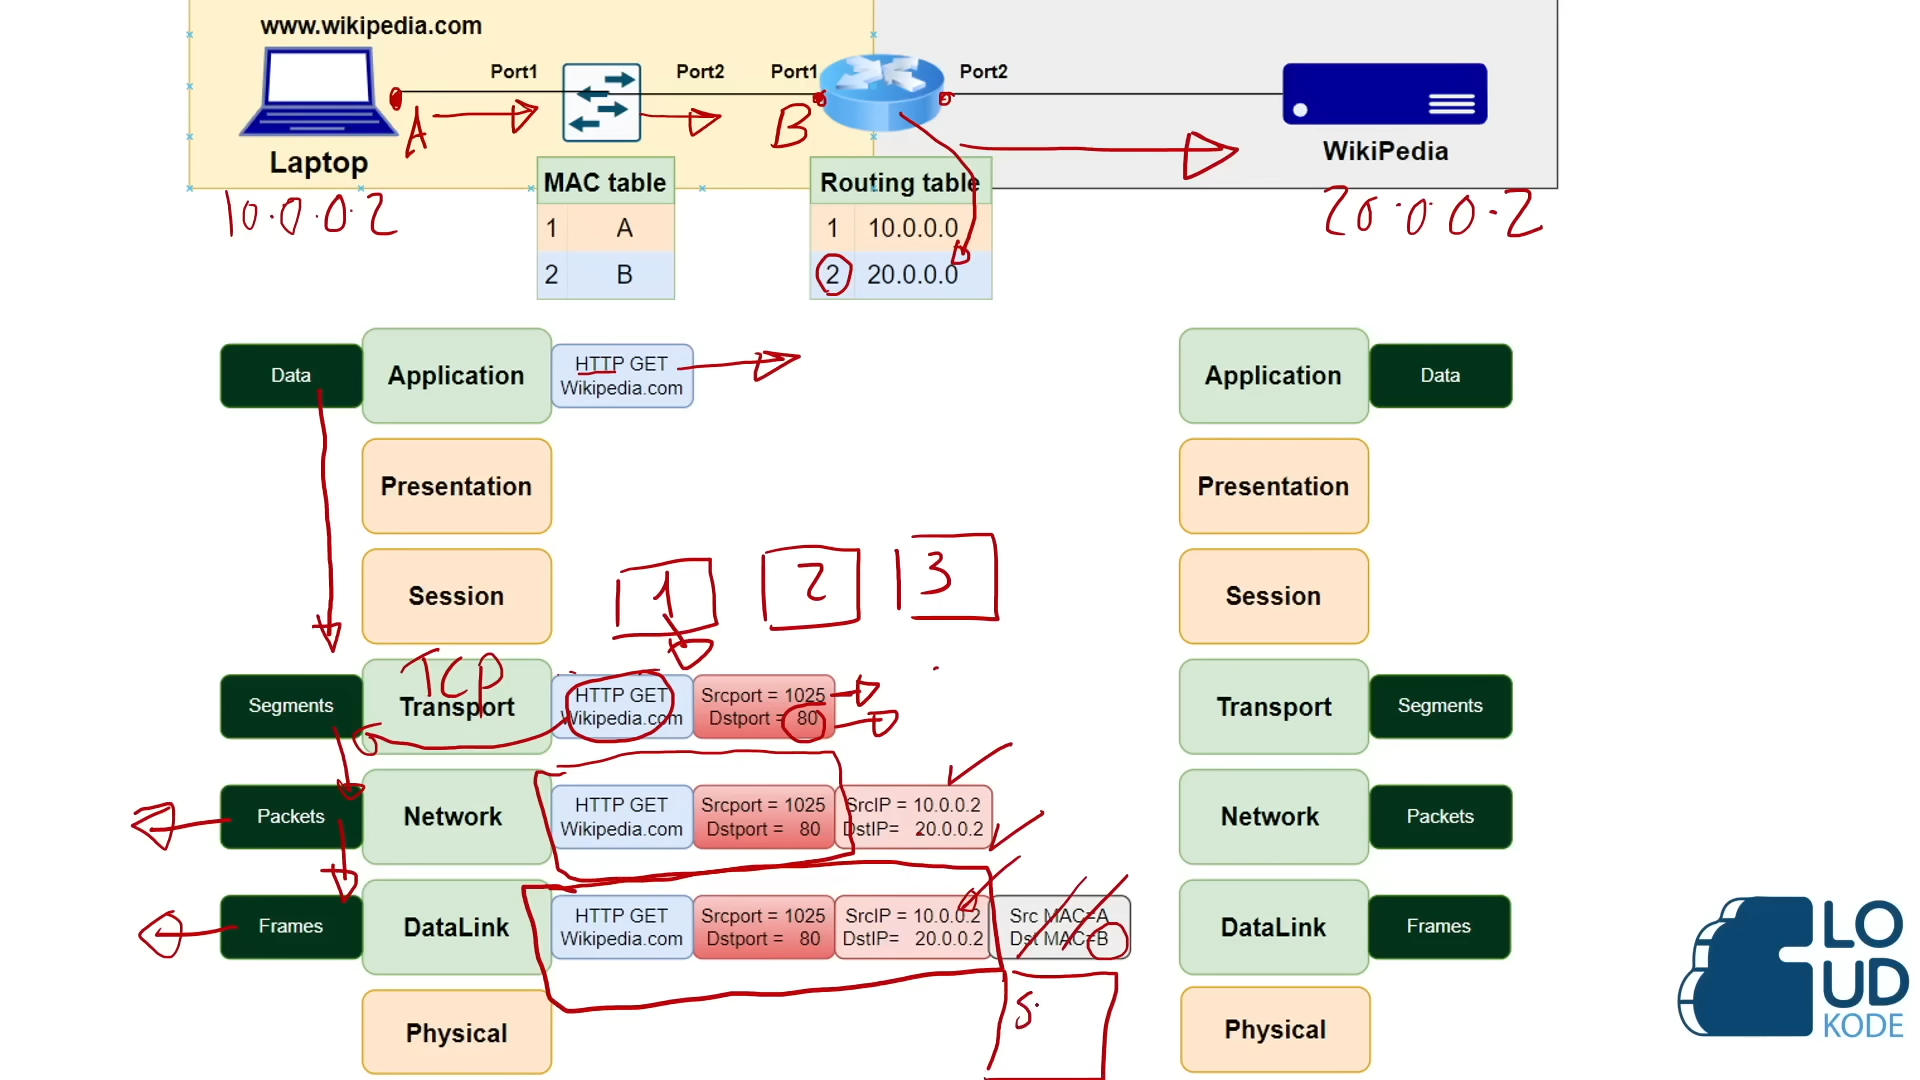 www.wikipedia.com
Port1
Port2
Port1
Port2
A
B
Laptop
WikiPedia
10.0.0.2
20.0.0.2
MAC table
1 A
2 B
Routing table
1 10.0.0.0
2 20.0.0.0
Data
Application
HTTP GET
Wikipedia.com
Application
Data
Presentation
Presentation
Session
1
2
3
Session
Segments
TCP
Transport
HTTP GET
Wikipedia.com
Srcport = 1025
Dstport = 80
Transport
Segments
Packets
Network
HTTP GET
Wikipedia.com
Srcport = 1025
Dstport = 80
SrcIP = 10.0.0.2
DstIP= 20.0.0.2
Network
Packets
Frames
DataLink
HTTP GET
Wikipedia.com
Srcport = 1025
Dstport = 80
SrcIP = 10.0.0.2
DstIP= 20.0.0.2
Src MAC=A
Dst MAC=B
DataLink
Frames
S
Physical
Physical
LO
UD
KODE